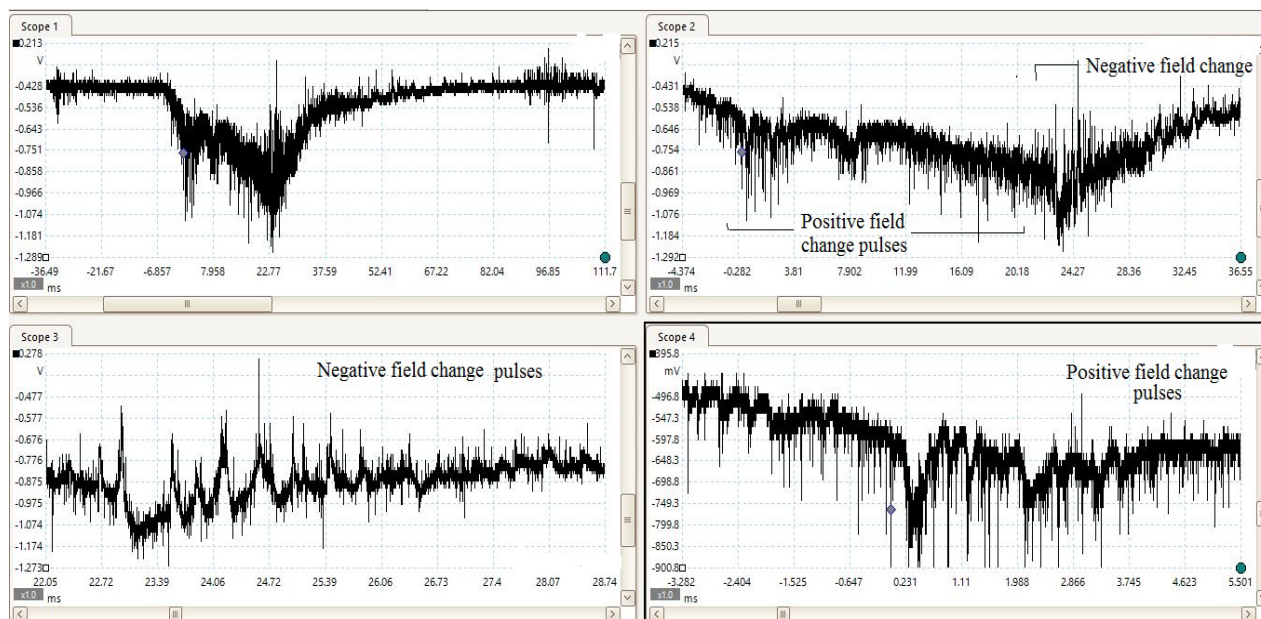 Scope 1
0.213
V
-0.428
-0.536
-0.643
-0.751
-0.858
-0.966
-1.074
-1.181
-1.289
-36.49 -21.67 -6.857 7.958 22.77 37.59 52.41 67.22 82.04 96.85 111.7
x1.0 ms
Scope 2
0.215
V
-0.431
-0.538
-0.646
-0.754
-0.861
-0.969
-1.076
-1.184
-1.292
Negative field change
Positive field
change pulses
-4.374 -0.282 3.81 7.902 11.99 16.09 20.18 24.27 28.36 32.45 36.55
x1.0 ms
Scope 3
0.278
V
-0.477
-0.577
-0.676
-0.776
-0.875
-0.975
-1.074
-1.174
-1.273
Negative field change pulses
22.05 22.72 23.39 24.06 24.72 25.39 26.06 26.73 27.4 28.07 28.74
x1.0 ms
Scope 4
395.8
mV
-496.8
-547.3
-597.8
-648.3
-698.8
-749.3
-799.8
-850.3
-900.8
Positive field change
pulses
-3.282 -2.404 -1.525 -0.647 0.231 1.11 1.988 2.866 3.745 4.623 5.501
x1.0 ms